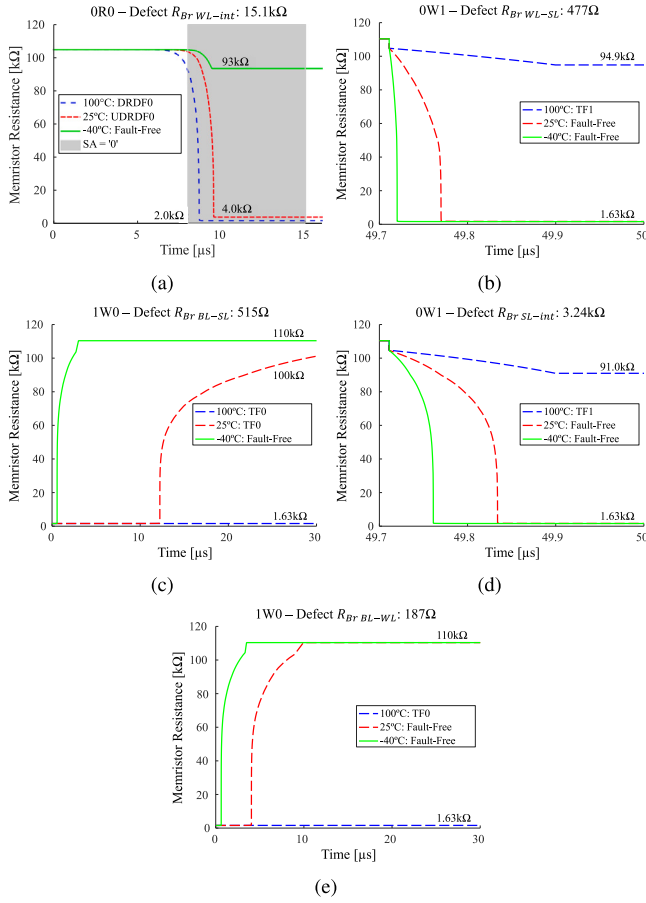 0R0 – Defect R_Br WL-int: 15.1kΩ
Memristor Resistance [kΩ]
120
100
80
60
40
20
0
93kΩ
100°C: DRDF0
25°C: UDRDF0
-40°C: Fault-Free
SA = '0'
2.0kΩ
4.0kΩ
0
5
10
15
Time [µs]
(a)
0W1 – Defect R_Br WL-SL: 477Ω
Memristor Resistance [kΩ]
120
100
80
60
40
20
0
94.9kΩ
100°C: TF1
25°C: Fault-Free
-40°C: Fault-Free
1.63kΩ
49.7
49.8
49.9
50
Time [µs]
(b)
1W0 – Defect R_Br BL-SL: 515Ω
Memristor Resistance [kΩ]
120
100
80
60
40
20
0
110kΩ
100kΩ
100°C: TF0
25°C: TF0
-40°C: Fault-Free
1.63kΩ
0
10
20
30
Time [µs]
(c)
0W1 – Defect R_Br SL-int: 3.24kΩ
Memristor Resistance [kΩ]
120
100
80
60
40
20
0
91.0kΩ
100°C: TF1
25°C: Fault-Free
-40°C: Fault-Free
1.63kΩ
49.7
49.8
49.9
50
Time [µs]
(d)
1W0 – Defect R_Br BL-WL: 187Ω
Memristor Resistance [kΩ]
120
100
80
60
40
20
0
110kΩ
100°C: TF0
25°C: Fault-Free
-40°C: Fault-Free
1.63kΩ
0
10
20
30
Time [µs]
(e)